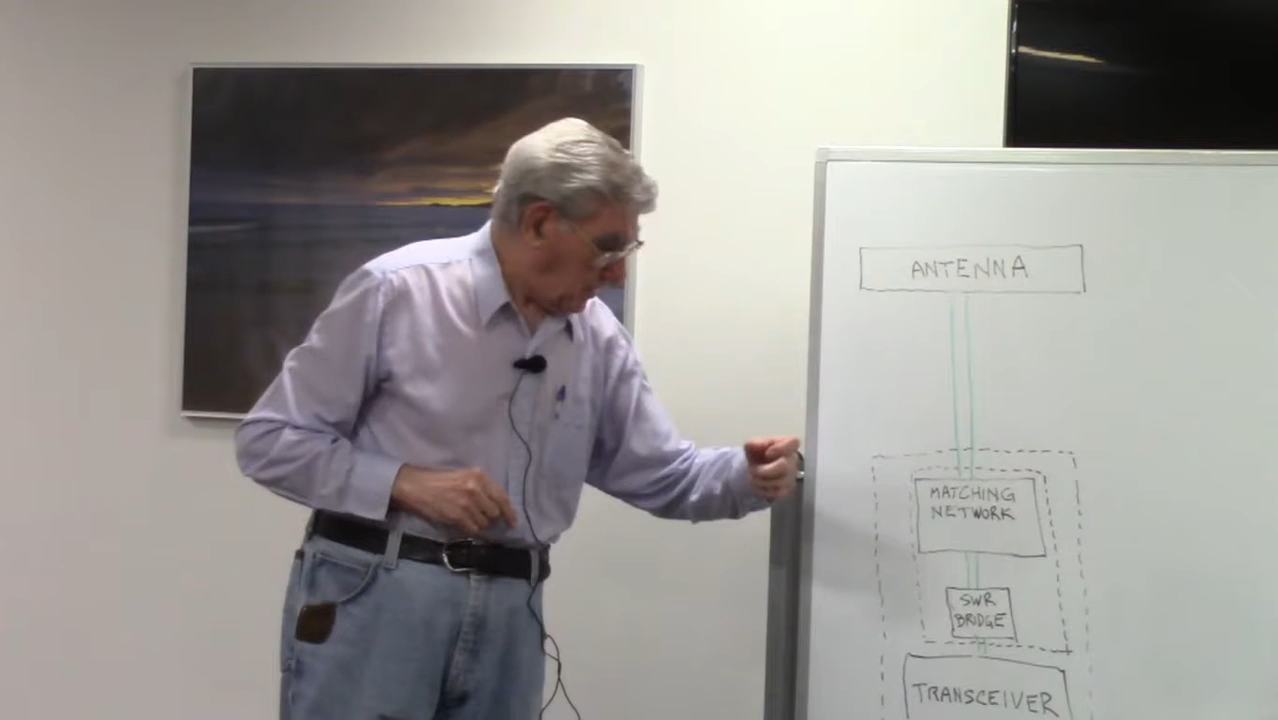 ANTENNA
MATCHING
NETWORK
SWR
BRIDGE
TRANSCEIVER